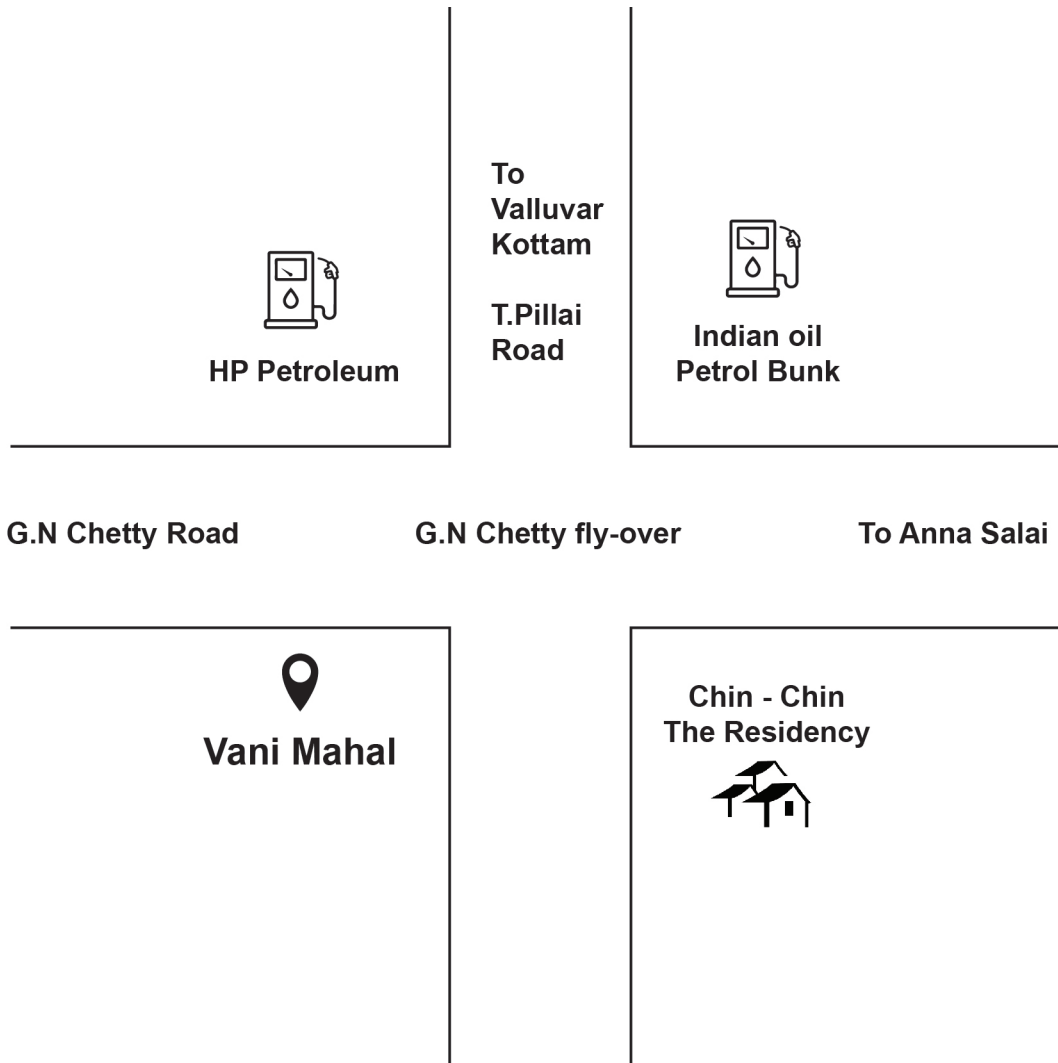 To
Valluvar
Kottam
T.Pillai
Road
HP Petroleum
Indian oil
Petrol Bunk
G.N Chetty Road
G.N Chetty fly-over
To Anna Salai
Vani Mahal
Chin - Chin
The Residency